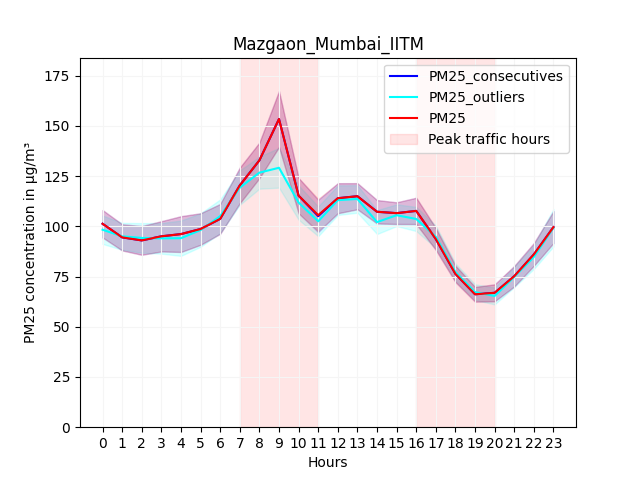 Mazgaon_Mumbai_IITM
PM25_consecutives
PM25_outliers
PM25
Peak traffic hours
PM25 concentration in µg/m³
175
150
125
100
75
50
25
0
0 1 2 3 4 5 6 7 8 9 10 11 12 13 14 15 16 17 18 19 20 21 22 23
Hours